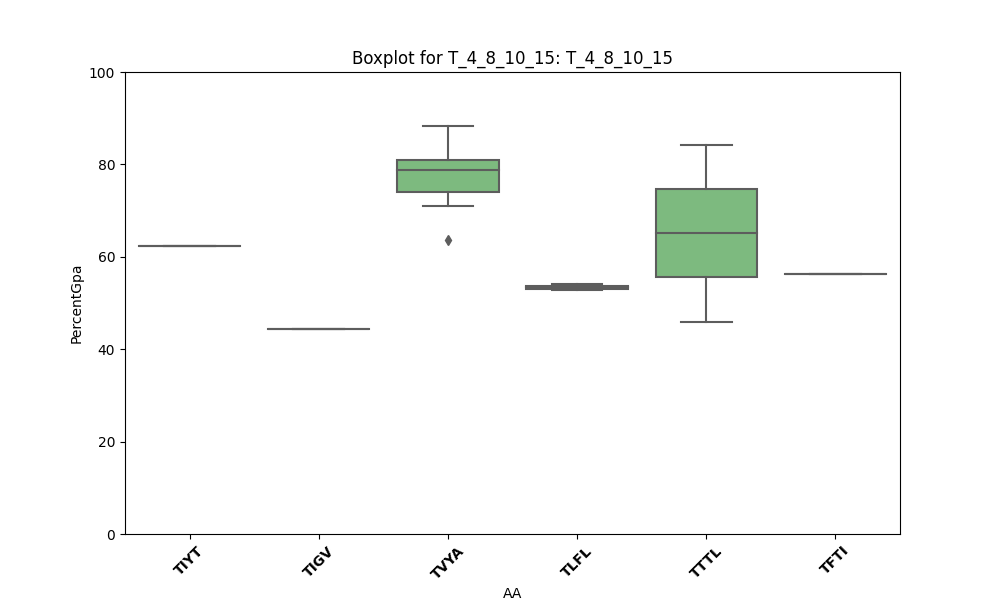 Boxplot for T_4_8_10_15: T_4_8_10_15
100
80
60
40
20
0
PercentGpa
TIYT
TIGV
TVYA
TLFL
TTTL
TFTI
AA